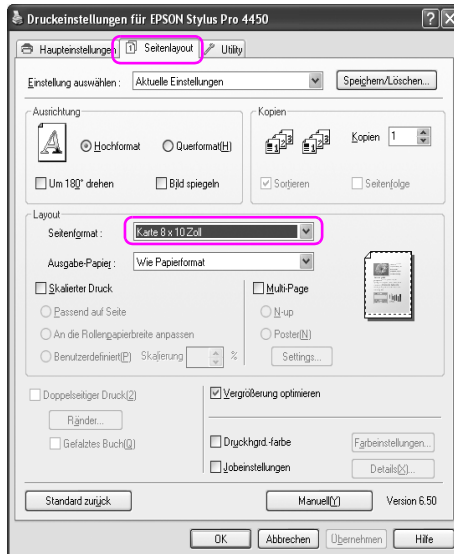 Druckeinstellungen für EPSON Stylus Pro 4450
Haupteinstellungen Seitenlayout Utility
Einstellung auswählen : Aktuelle Einstellungen Speichern/Löschen...
Ausrichtung
Hochformat Querformat(H)
Um 180° drehen Bild spiegeln
Kopien
Kopien 1
Sortieren Seitenfolge
Layout
Seitenformat : Karte 8 x 10 Zoll
Ausgabe-Papier : Wie Papierformat
Skalierter Druck
Passend auf Seite
An die Rollenpapierbreite anpassen
Benutzerdefiniert(P) Skalierung %
Multi-Page
N-up
Poster(N)
Settings...
Doppelseitiger Druck(2)
Ränder...
Gefalztes Buch(Q)
Vergrößerung optimieren
Druckhgrd.-farbe Farbeinstellungen...
Jobeinstellungen Details(X)...
Standard zurück Manuell(Y) Version 6.50
OK Abbrechen Übernehmen Hilfe